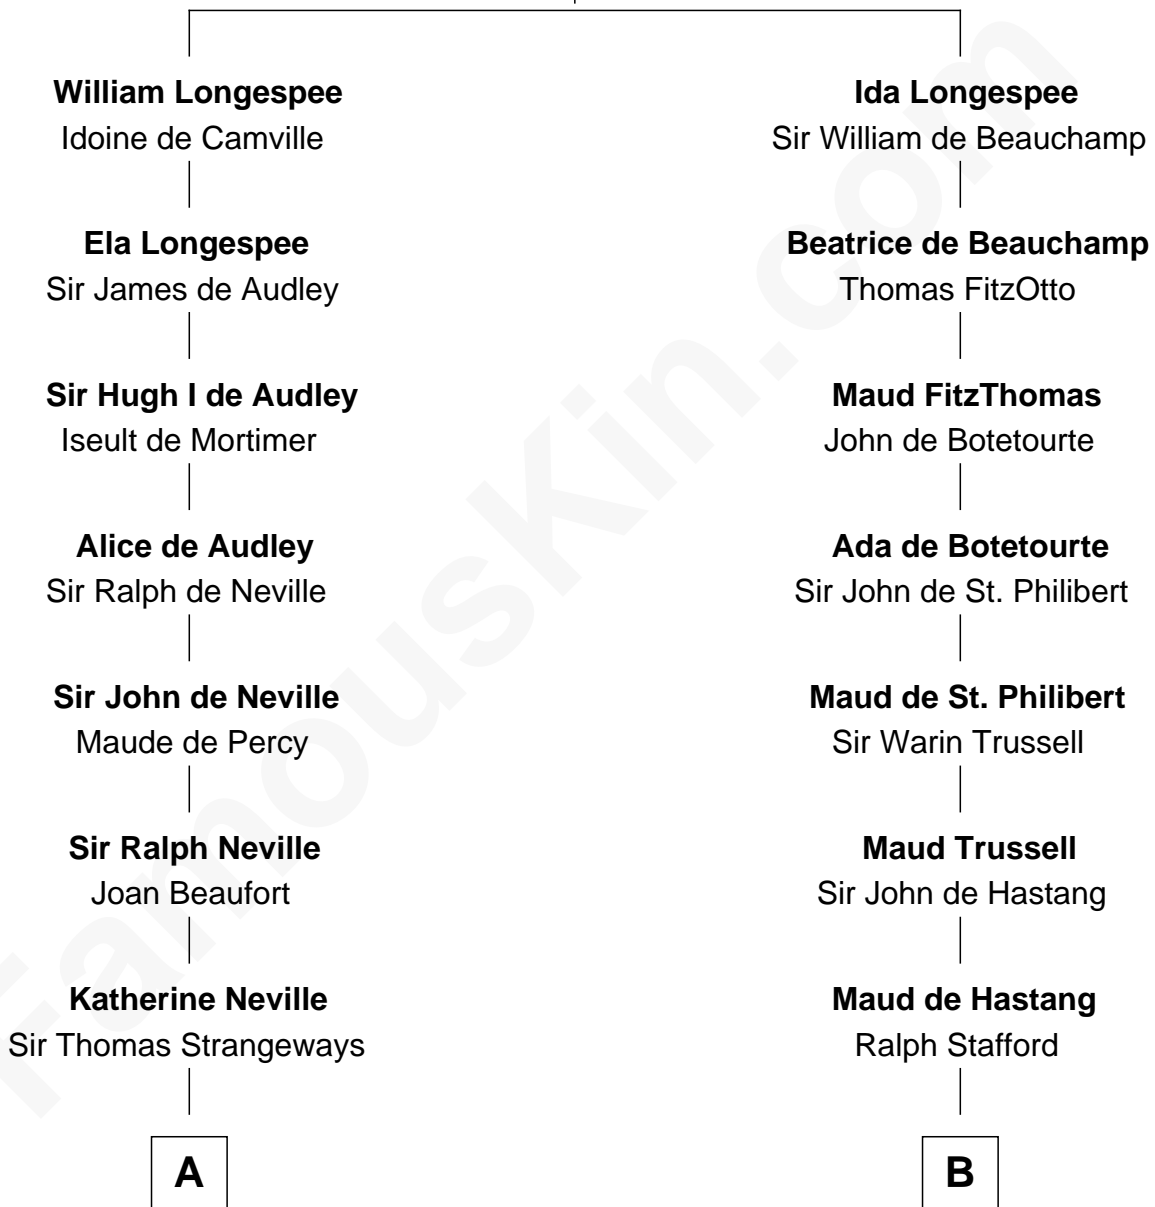 William Longespee
Idoine de Camville
Ela Longespee
Sir James de Audley
Sir Hugh I de Audley
Iseult de Mortimer
Alice de Audley
Sir Ralph de Neville
Sir John de Neville
Maude de Percy
Sir Ralph Neville
Joan Beaufort
Katherine Neville
Sir Thomas Strangeways
A
Ida Longespee
Sir William de Beauchamp
Beatrice de Beauchamp
Thomas FitzOtto
Maud FitzThomas
John de Botetourte
Ada de Botetourte
Sir John de St. Philibert
Maud de St. Philibert
Sir Warin Trussell
Maud Trussell
Sir John de Hastang
Maud de Hastang
Ralph Stafford
B
FamousKin.com